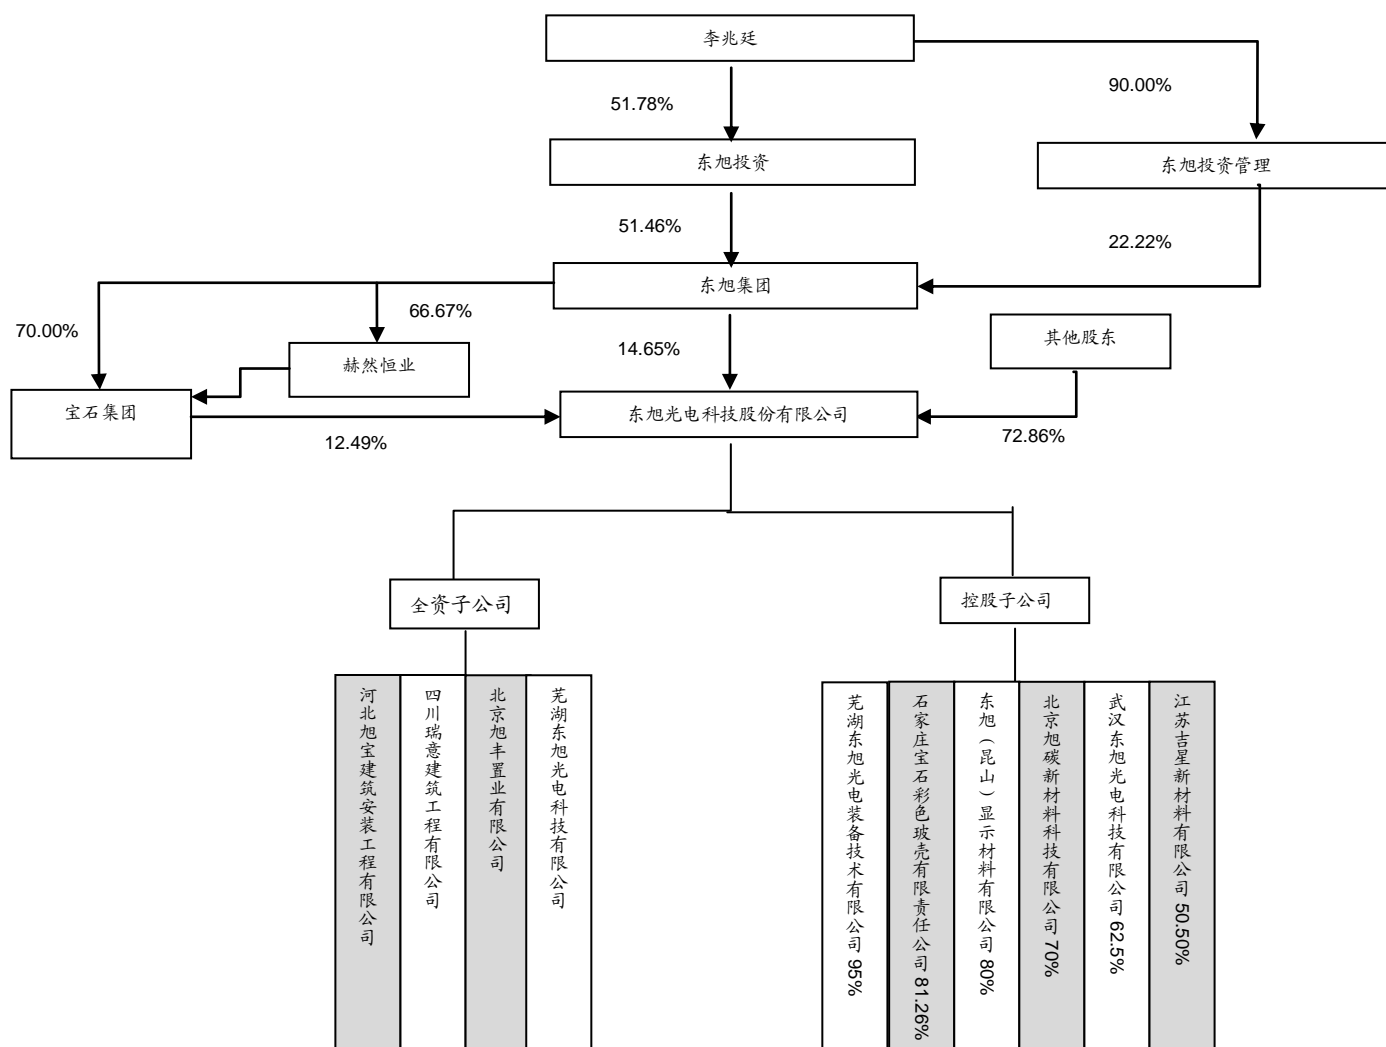 李兆廷
90.00%
51.78%
东旭投资
东旭投资管理
51.46%
22.22%
东旭集团
66.67%
70.00%
其他股东
14.65%
赫然恒业
宝石集团
东旭光电科技股份有限公司
12.49%
72.86%
全资子公司
控股子公司
河北旭宝建筑安装工程有限公司
四川瑞意建筑工程有限公司
北京旭丰置业有限公司
芜湖东旭光电科技有限公司
芜湖东旭光电装备技术有限公司 95%
石家庄宝石彩色玻壳有限责任公司 81.26%
东旭（昆山）显示材料有限公司 80%
北京旭碳新材料科技有限公司 70%
武汉东旭光电科技有限公司 62.5%
江苏吉星新材料有限公司 50.50%